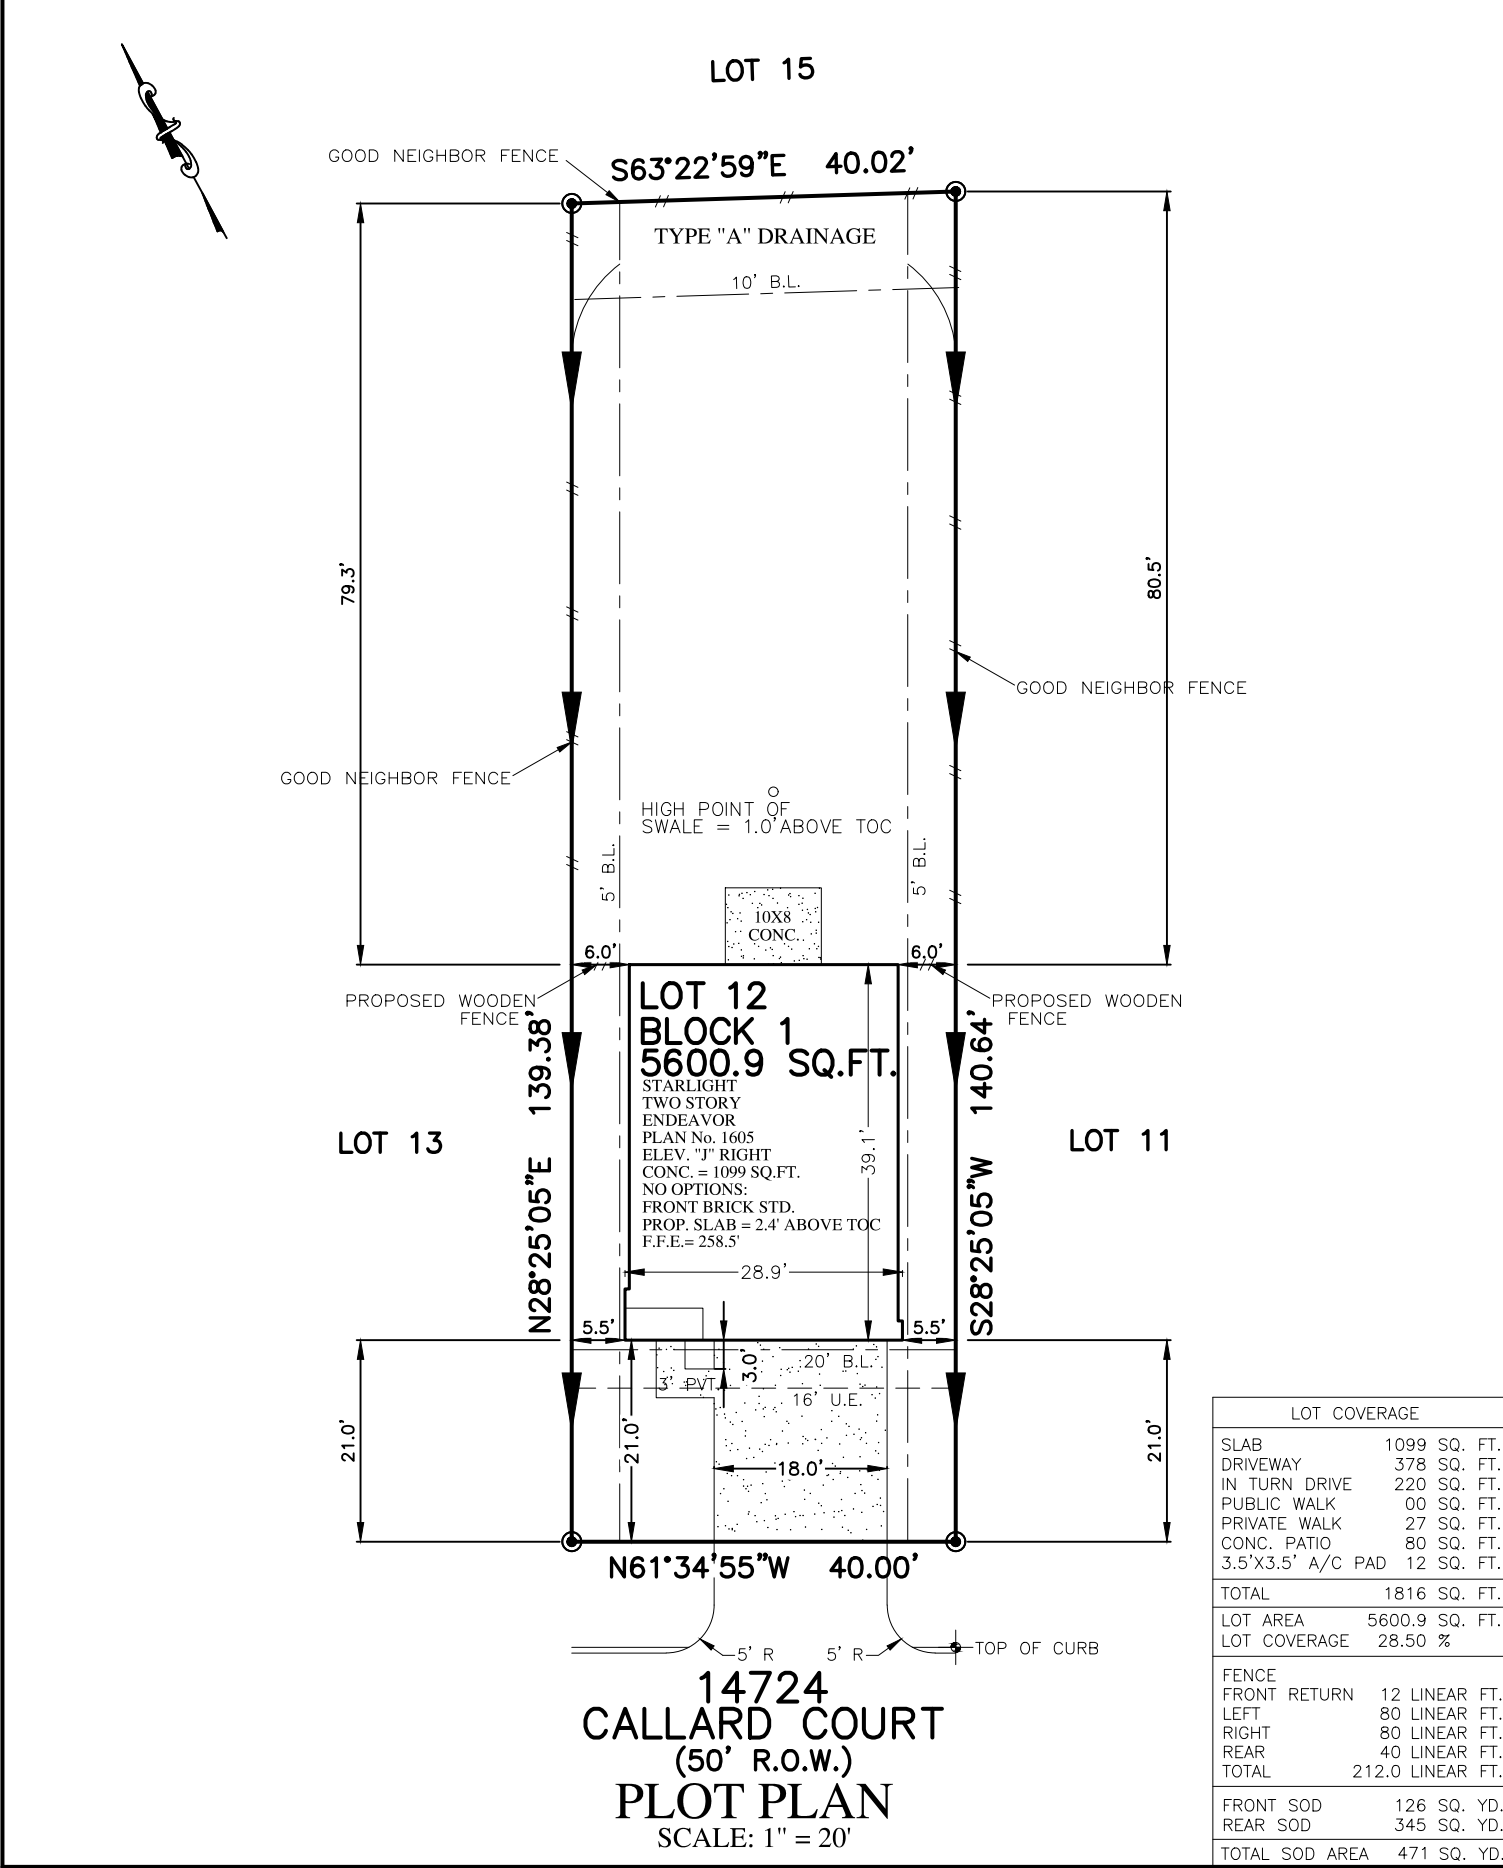 LOT 15
GOOD NEIGHBOR FENCE
S63°22'59"E 40.02'
TYPE "A" DRAINAGE
10' B.L.
79.3'
80.5'
GOOD NEIGHBOR FENCE
GOOD NEIGHBOR FENCE
HIGH POINT OF
SWALE = 1.0' ABOVE TOC
5' B.L.
5' B.L.
10X8
CONC.
6.0'
6.0'
PROPOSED WOODEN
FENCE
PROPOSED WOODEN
FENCE
LOT 12
BLOCK 1
5600.9 SQ.FT.
STARLIGHT
TWO STORY
ENDEAVOR
PLAN No. 1605
ELEV. "J" RIGHT
CONC. = 1099 SQ.FT.
NO OPTIONS:
FRONT BRICK STD.
PROP. SLAB = 2.4' ABOVE TOC
F.F.E.= 258.5'
39.1'
28.9'
N28°25'05"E 139.38'
S28°25'05"W 140.64'
LOT 13
LOT 11
5.5'
5.5'
3.0'
20' B.L.
3' PVT.
16' U.E.
21.0'
21.0'
18.0'
21.0'
N61°34'55"W 40.00'
5' R
5' R
TOP OF CURB
14724
CALLARD COURT
(50' R.O.W.)
PLOT PLAN
SCALE: 1" = 20'
LOT COVERAGE
SLAB 1099 SQ. FT.
DRIVEWAY 378 SQ. FT.
IN TURN DRIVE 220 SQ. FT.
PUBLIC WALK 00 SQ. FT.
PRIVATE WALK 27 SQ. FT.
CONC. PATIO 80 SQ. FT.
3.5'X3.5' A/C PAD 12 SQ. FT.
TOTAL 1816 SQ. FT.
LOT AREA 5600.9 SQ. FT.
LOT COVERAGE 28.50 %
FENCE
FRONT RETURN 12 LINEAR FT.
LEFT 80 LINEAR FT.
RIGHT 80 LINEAR FT.
REAR 40 LINEAR FT.
TOTAL 212.0 LINEAR FT.
FRONT SOD 126 SQ. YD.
REAR SOD 345 SQ. YD.
TOTAL SOD AREA 471 SQ. YD.